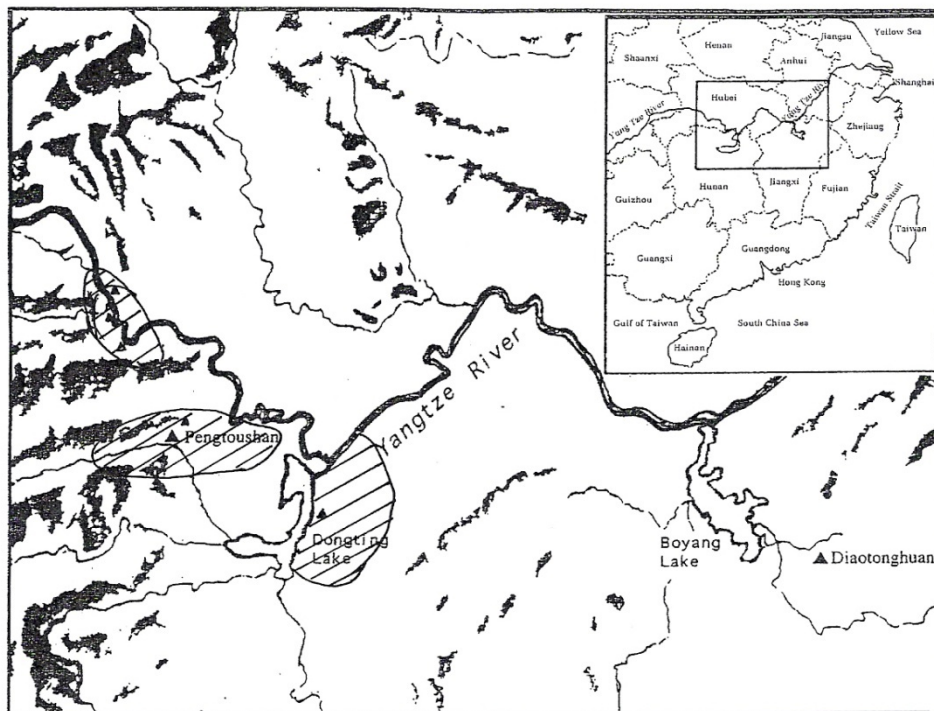 Pengtoushan
Yangtze River
Dongting
Lake
Boyang
Lake
Diaotonghuan
Yellow Sea
Jiangsu
Henan
Shaanxi
Anhui
Shanghai
Hubei
Yang Tze River
Zhejiang
Hunan
Jiangxi
Fujian
Guizhou
Taiwan Strait
Taiwan
Guangdong
Guangxi
Hong Kong
Gulf of Taiwan
South China Sea
Hainan